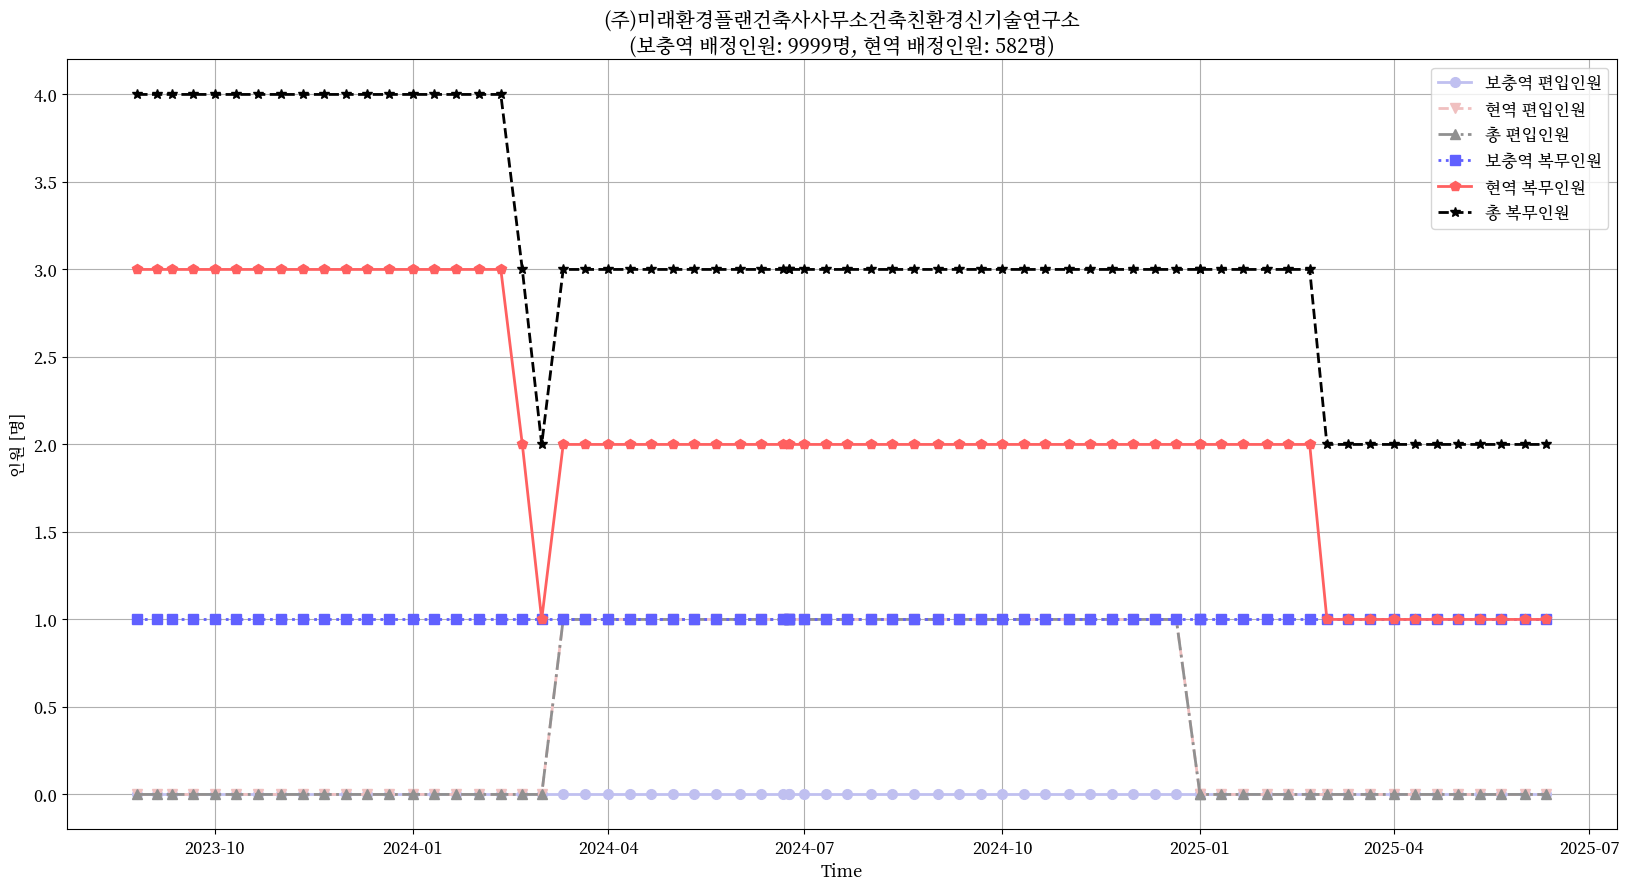 (주)미래환경플랜건축사사무소건축친환경신기술연구소
(보충역 배정인원: 9999명, 현역 배정인원: 582명)
보충역 편입인원
현역 편입인원
총 편입인원
보충역 복무인원
현역 복무인원
총 복무인원
인원 [명]
4.0
3.5
3.0
2.5
2.0
1.5
1.0
0.5
0.0
2023-10
2024-01
2024-04
2024-07
2024-10
2025-01
2025-04
2025-07
Time